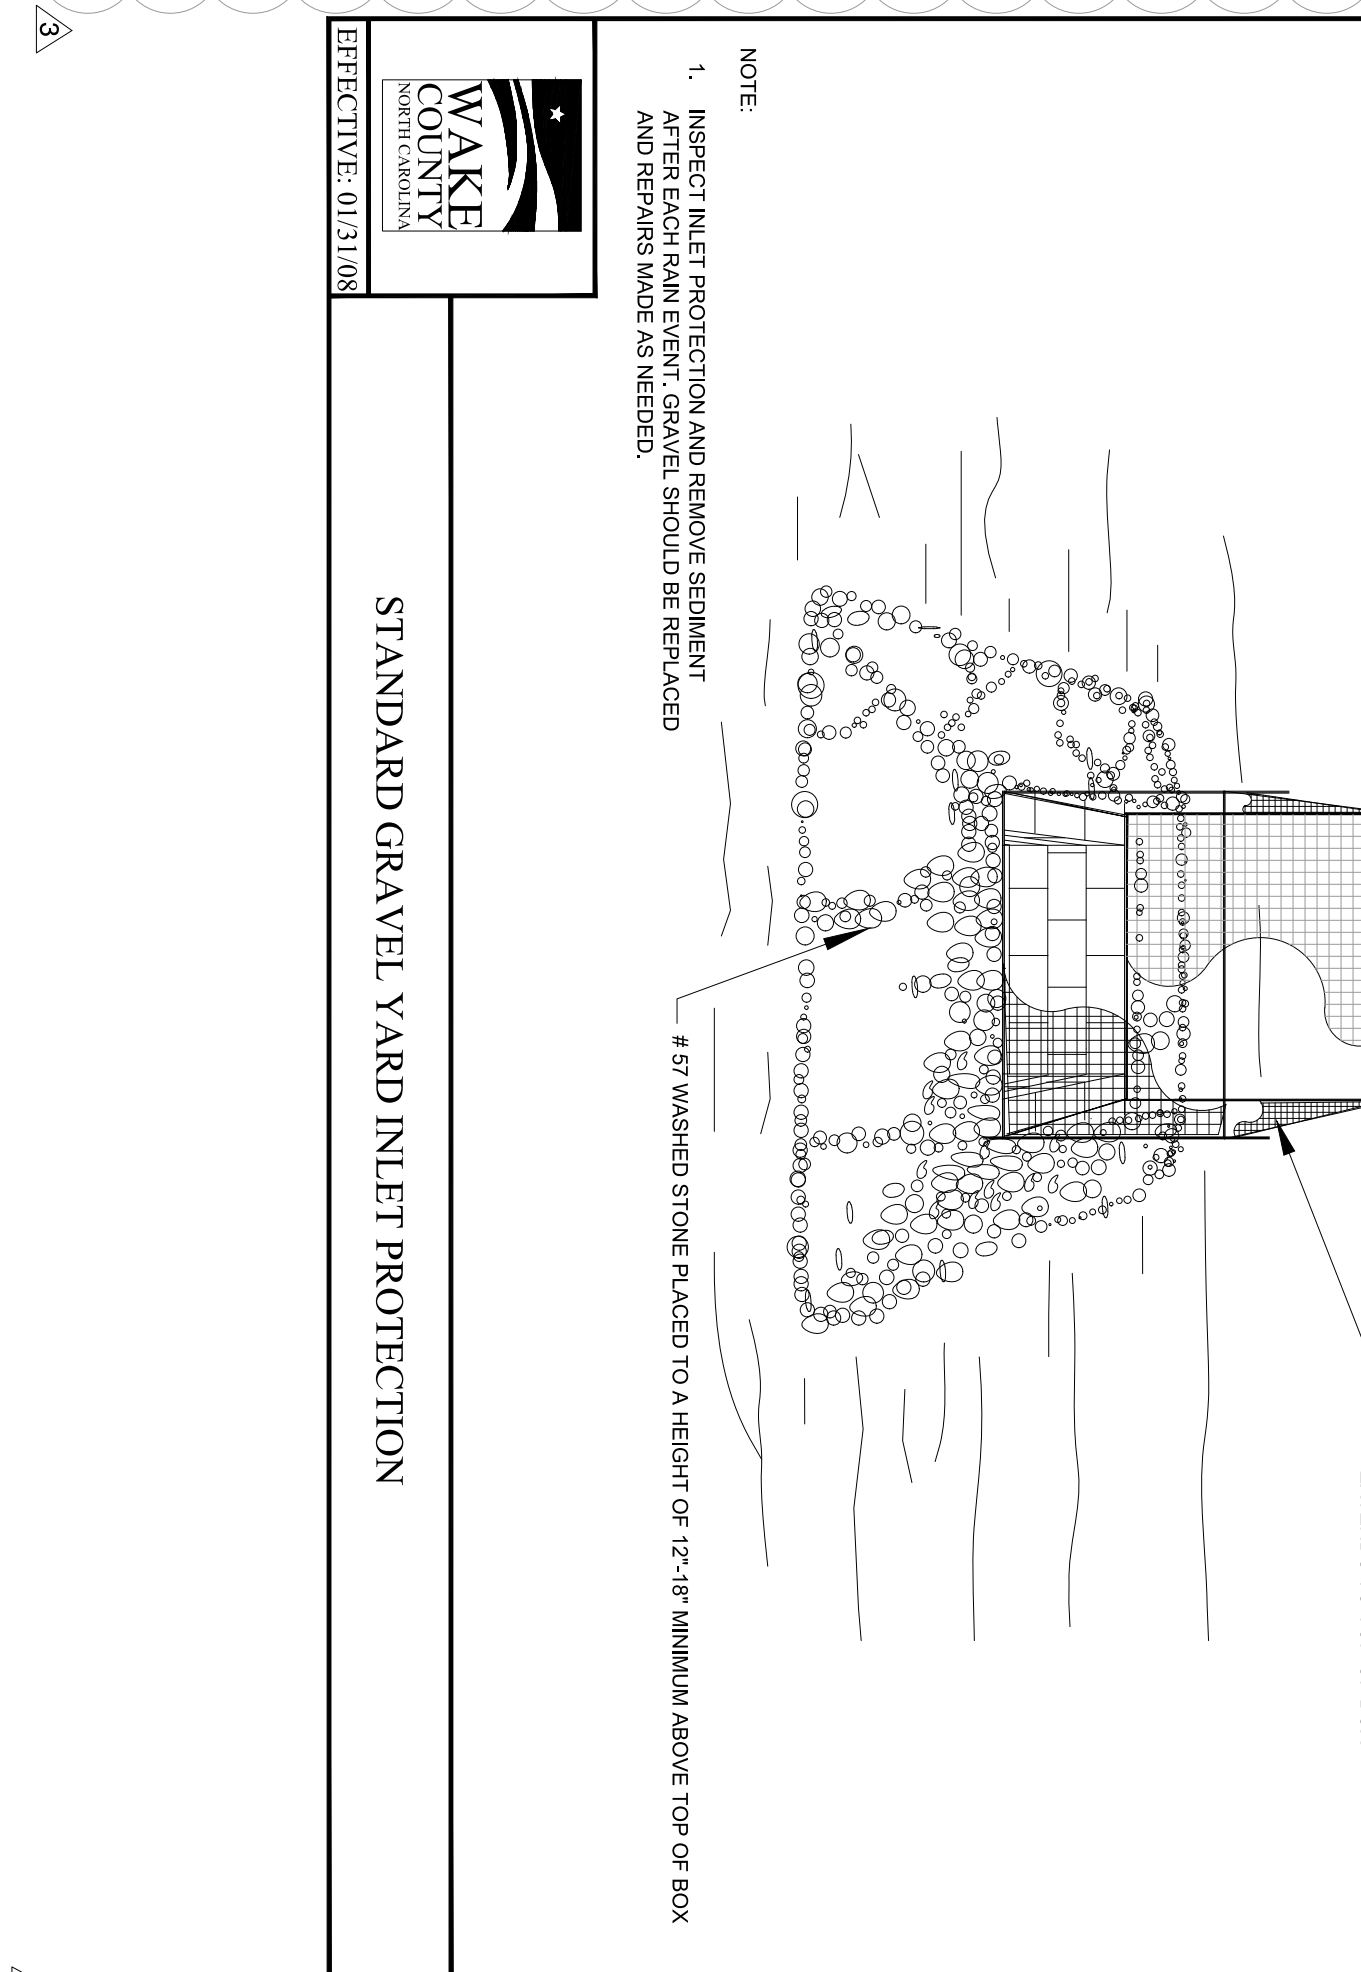 # 57 WASHED STONE PLACED TO A HEIGHT OF 12"-18" MINIMUM ABOVE TOP OF BOX
NOTE:
1. INSPECT INLET PROTECTION AND REMOVE SEDIMENT
AFTER EACH RAIN EVENT. GRAVEL SHOULD BE REPLACED
AND REPAIRS MADE AS NEEDED.
WAKE
COUNTY
NORTH CAROLINA
EFFECTIVE: 01/31/08
STANDARD GRAVEL YARD INLET PROTECTION
3